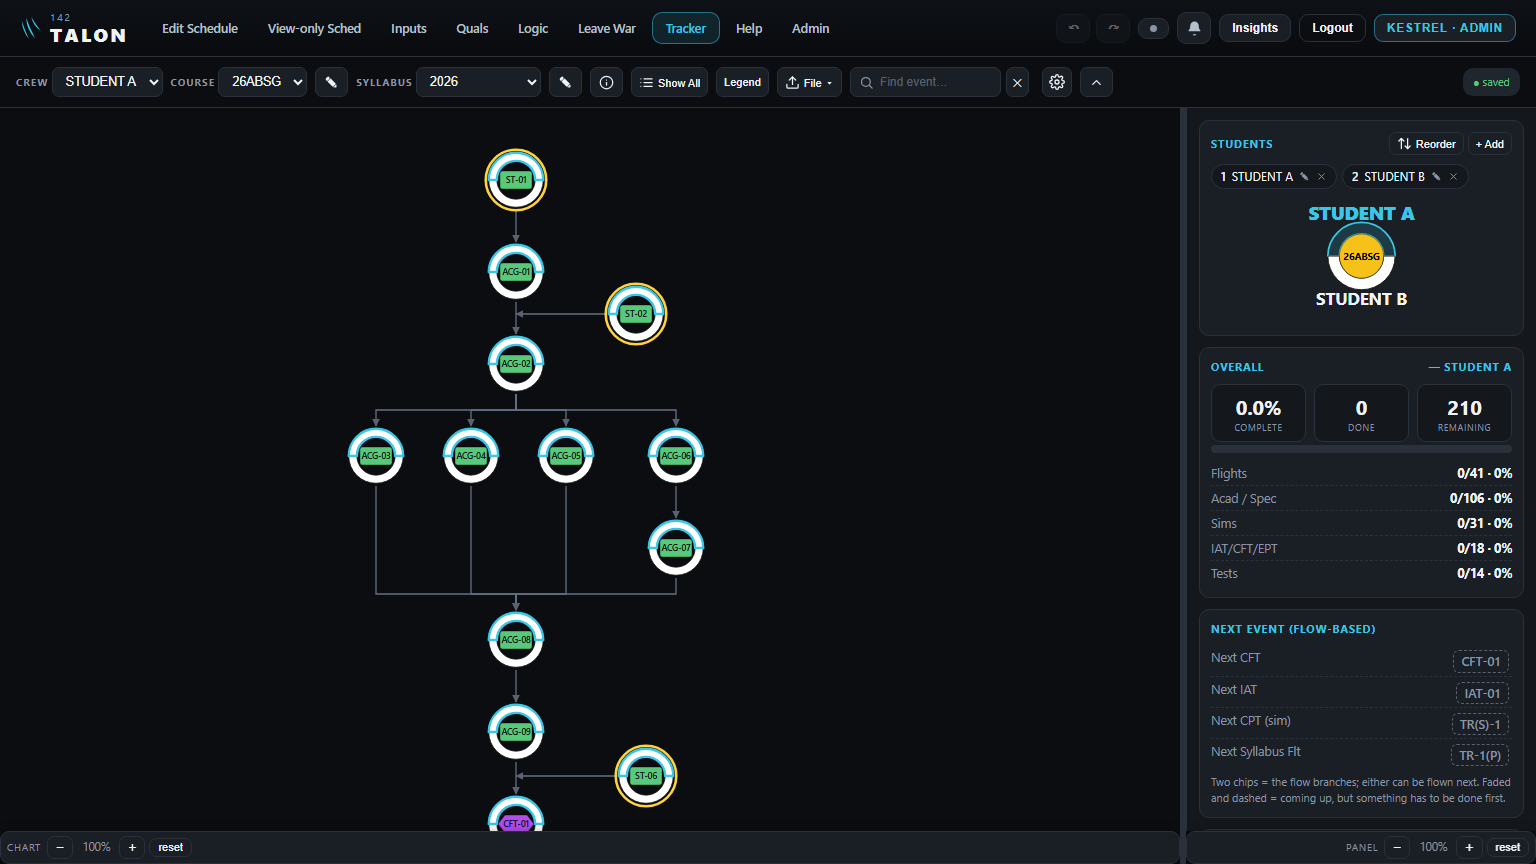 142
TALON
Edit Schedule
View-only Sched
Inputs
Quals
Logic
Leave War
Tracker
Help
Admin
Insights
Logout
KESTREL · ADMIN
CREW
STUDENT A
COURSE
26ABSG
SYLLABUS
2026
Show All
Legend
File
Find event...
saved
ST-01
ACG-01
ST-02
ACG-02
ACG-03
ACG-04
ACG-05
ACG-06
ACG-07
ACG-08
ACG-09
ST-06
CFT-01
CHART
−
100%
+
reset
STUDENTS
Reorder
+ Add
1 STUDENT A
2 STUDENT B
STUDENT A
26ABSG
STUDENT B
OVERALL
— STUDENT A
0.0%
COMPLETE
0
DONE
210
REMAINING
Flights 0/41 · 0%
Acad / Spec 0/106 · 0%
Sims 0/31 · 0%
IAT/CFT/EPT 0/18 · 0%
Tests 0/14 · 0%
NEXT EVENT (FLOW-BASED)
Next CFT CFT-01
Next IAT IAT-01
Next CPT (sim) TR(S)-1
Next Syllabus Flt TR-1(P)
Two chips = the flow branches; either can be flown next. Faded
and dashed = coming up, but something has to be done first.
PANEL
−
100%
+
reset